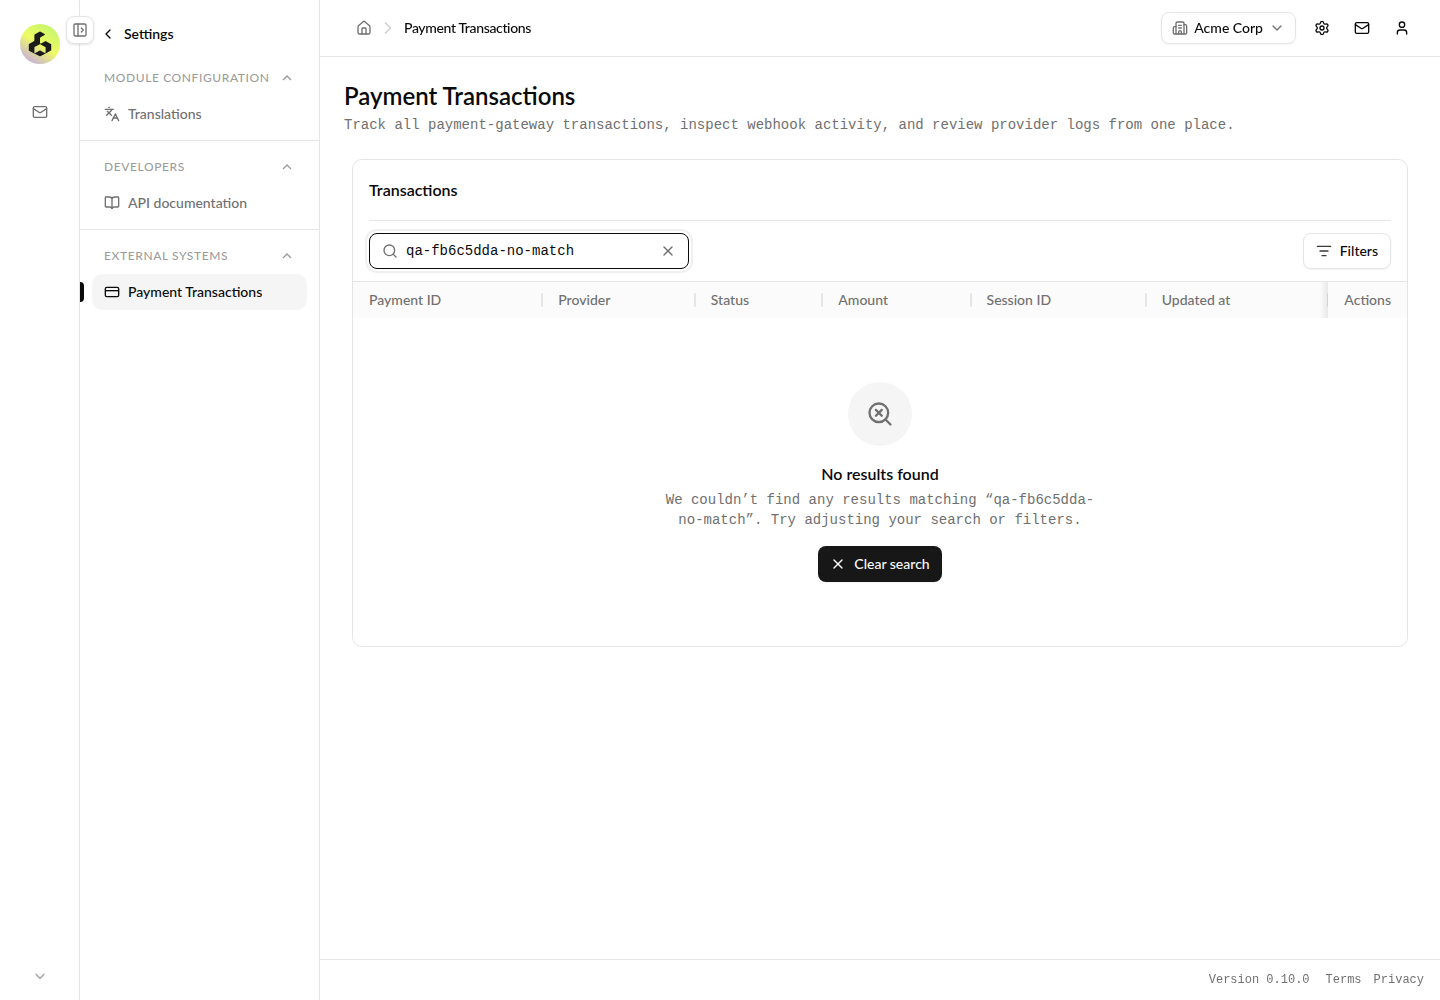 Settings
MODULE CONFIGURATION
Translations
DEVELOPERS
API documentation
EXTERNAL SYSTEMS
Payment Transactions
Payment Transactions
Acme Corp
Payment Transactions
Track all payment-gateway transactions, inspect webhook activity, and review provider logs from one place.
Transactions
qa-fb6c5dda-no-match
Filters
Payment ID
Provider
Status
Amount
Session ID
Updated at
Actions
No results found
We couldn’t find any results matching “qa-fb6c5dda-
no-match”. Try adjusting your search or filters.
Clear search
Version 0.10.0
Terms
Privacy